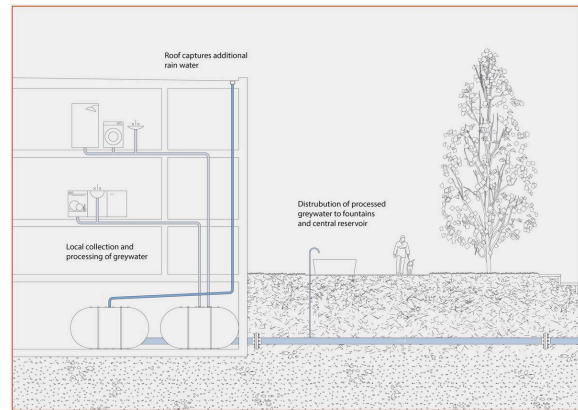 Roof captures additional
rain water
Distrubution of processed
greywater to fountains
and central reservoir
Local collection and
processing of greywater